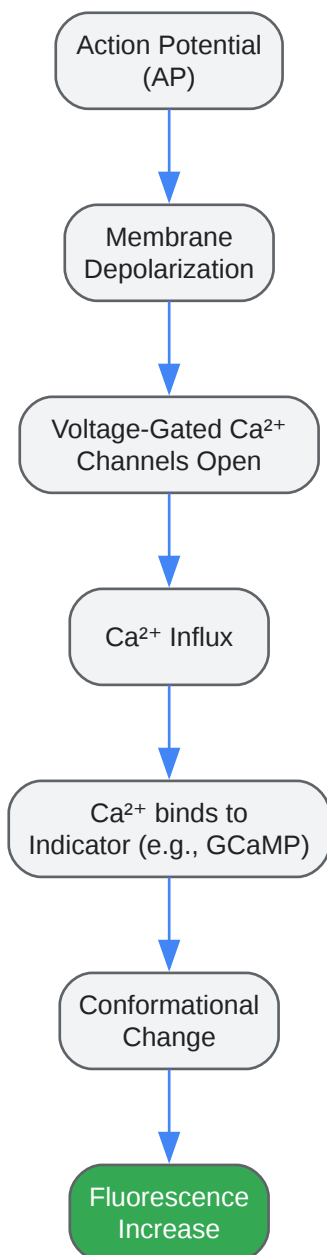 Action Potential
(AP)
Membrane
Depolarization
Voltage-Gated Ca²⁺
Channels Open
Ca²⁺ Influx
Ca²⁺ binds to
Indicator (e.g., GCaMP)
Conformational
Change
Fluorescence
Increase